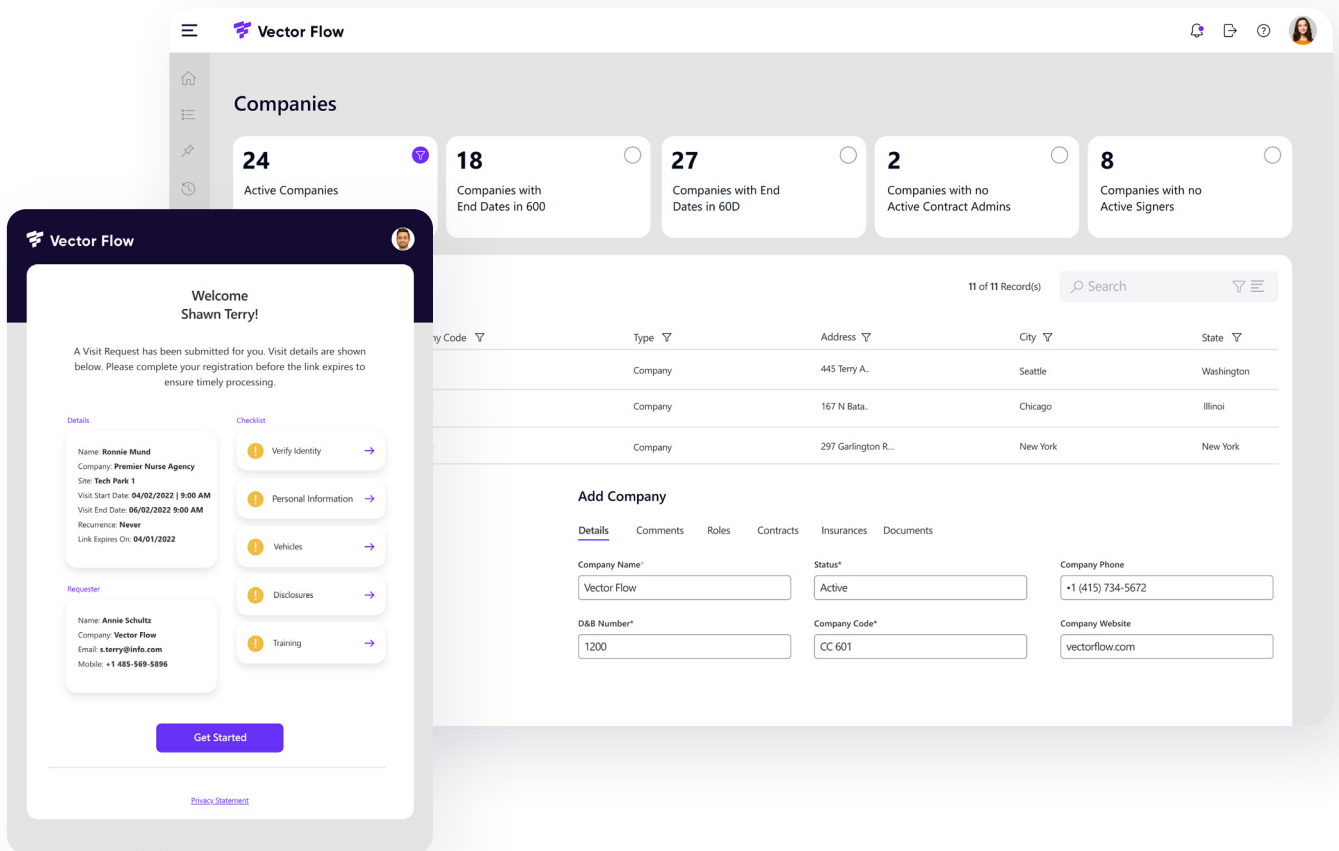 Vector Flow
Companies
24
Active Companies
18
Companies with
End Dates in 600
27
Companies with End
Dates in 60D
2
Companies with no
Active Contract Admins
8
Companies with no
Active Signers
11 of 11 Record(s)
Search
ny Code Type Address City State
Company 445 Terry A.. Seattle Washington
Company 167 N Bata.. Chicago Illinoi
Company 297 Garlington R... New York New York
Add Company
Details Comments Roles Contracts Insurances Documents
Company Name* Status* Company Phone
Vector Flow Active •1 (415) 734-5672
D&B Number* Company Code* Company Website
1200 CC 601 vectorflow.com
Vector Flow
Welcome
Shawn Terry!
A Visit Request has been submitted for you. Visit details are shown
below. Please complete your registration before the link expires to
ensure timely processing.
Details
Name: Ronnie Mund
Company: Premier Nurse Agency
Site: Tech Park 1
Visit Start Date: 04/02/2022 | 9:00 AM
Visit End Date: 06/02/2022 9:00 AM
Recurrence: Never
Link Expires On: 04/01/2022
Requester
Name: Annie Schultz
Company: Vector Flow
Email: s.terry@info.com
Mobile: +1 485-569-5896
Checklist
Verify Identity
Personal Information
Vehicles
Disclosures
Training
Get Started
Privacy Statement